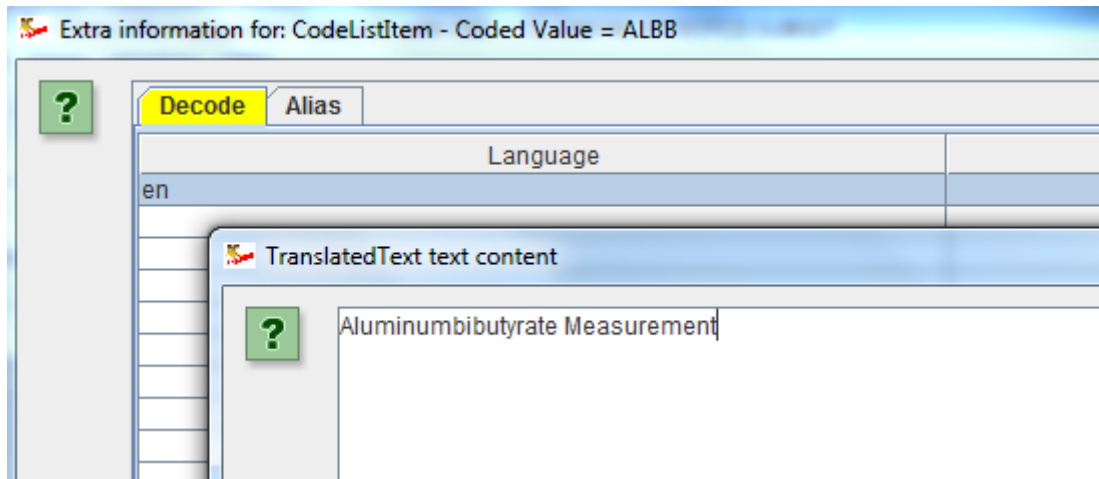 Extra information for: CodeListItem - Coded Value = ALBB
?
Decode Alias
Language
en
TranslatedText text content
?
Aluminumbibutyrate Measurement